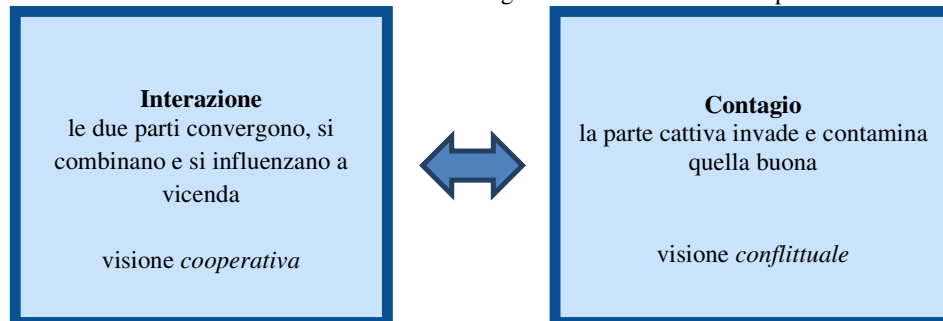 Interazione
le due parti convergono, si
combinano e si influenzano a
vicenda
visione cooperativa
Contagio
la parte cattiva invade e contamina
quella buona
visione conflittuale